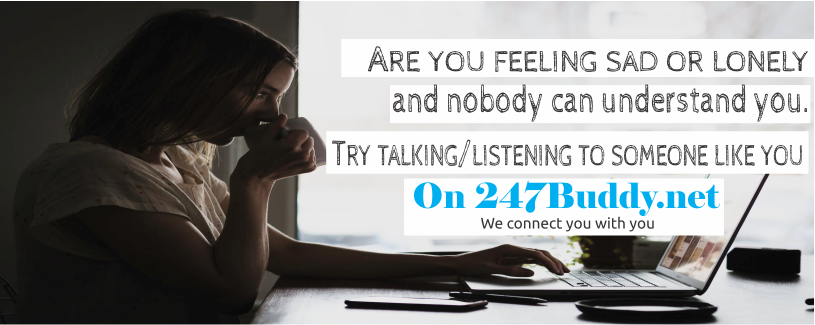 Are you feeling sad or lonely
and nobody can understand you.
Try talking/listening to someone like you
On 247Buddy.net
We connect you with you